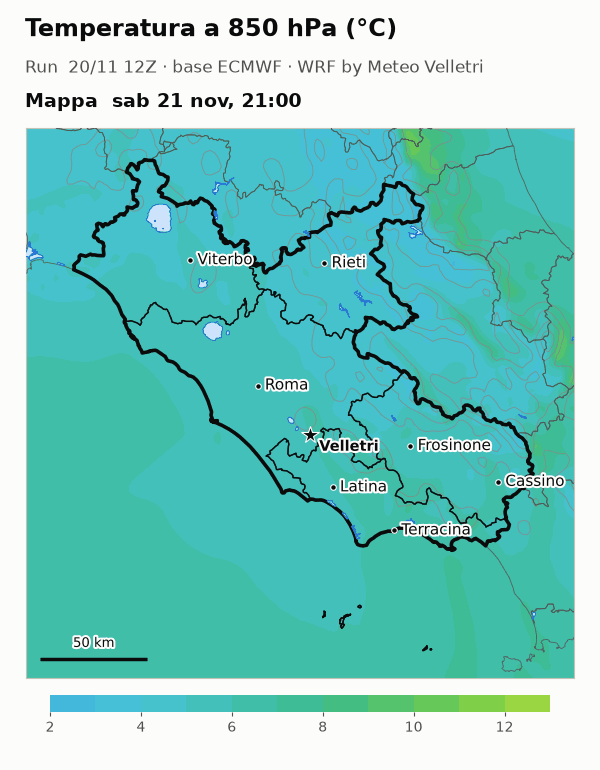 Temperatura a 850 hPa (°C)
Run  20/11 12Z · base ECMWF · WRF by Meteo Velletri
Mappa  sab 21 nov, 21:00
Viterbo
Rieti
Roma
Velletri
Frosinone
Cassino
Latina
Terracina
50 km
2 4 6 8 10 12